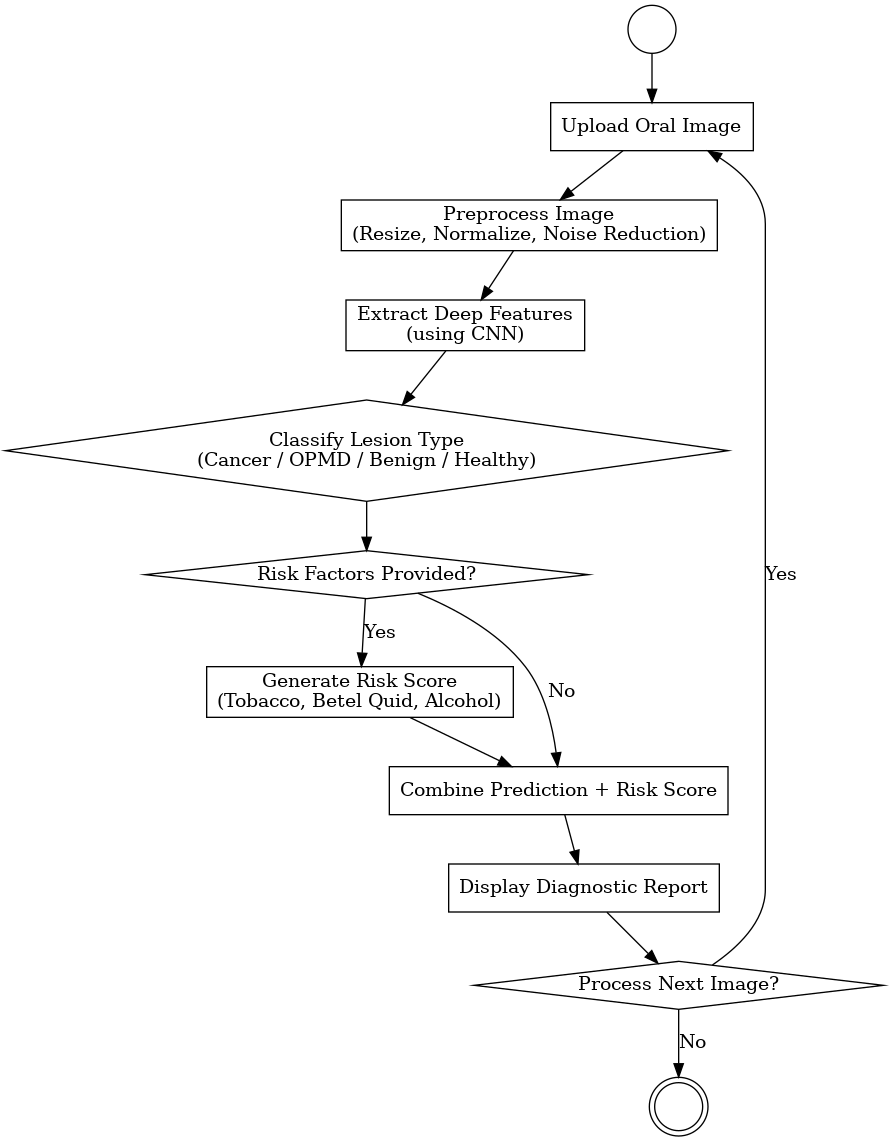 Upload Oral Image
Preprocess Image
(Resize, Normalize, Noise Reduction)
Extract Deep Features
(using CNN)
Classify Lesion Type
(Cancer / OPMD / Benign / Healthy)
Risk Factors Provided?
Yes
Yes
Generate Risk Score
(Tobacco, Betel Quid, Alcohol)
No
Combine Prediction + Risk Score
Display Diagnostic Report
Process Next Image?
No